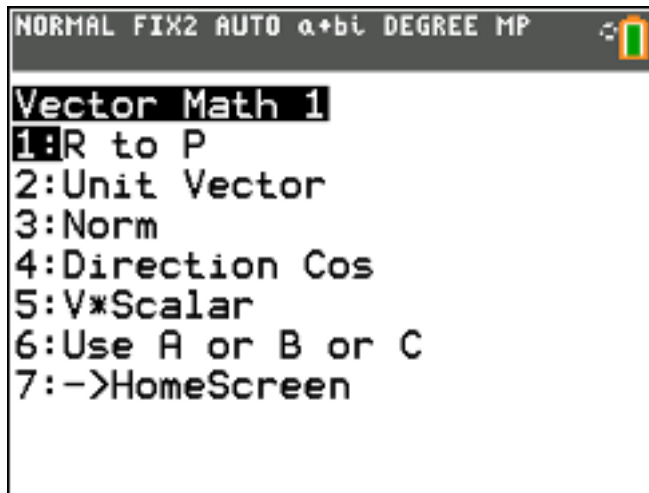 NORMAL FIX2 AUTO a+bi DEGREE MP
Vector Math 1
1:R to P
2:Unit Vector
3:Norm
4:Direction Cos
5:V*Scalar
6:Use A or B or C
7:->HomeScreen